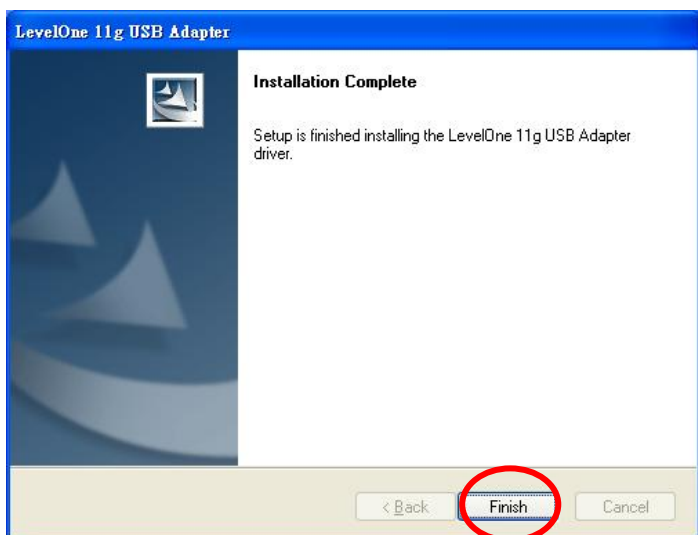 LevelOne 11g USB Adapter
Installation Complete
Setup is finished installing the LevelOne 11g USB Adapter
driver.
< Back Finish Cancel